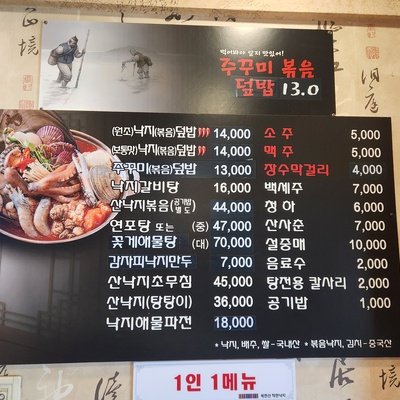 먹어봐야 알지 맛있어!
주꾸미 볶음
덮밥 13.0
(원조)낙지(볶음)덮밥 14,000
(보통맛)낙지(볶음)덮밥 14,000
주꾸미(볶음)덮밥 13,000
낙지갈비탕 16,000
산낙지볶음(공기밥 별도) 44,000
연포탕 또는 (중) 47,000
꽃게해물탕 (대) 70,000
감자피낙지만두 7,000
산낙지초무침 45,000
산낙지(탕탕이) 36,000
낙지해물파전 18,000
소주 5,000
맥주 5,000
장수막걸리 4,000
백세주 7,000
청하 6,000
산사춘 7,000
설중매 10,000
음료수 2,000
탕전용 칼사리 2,000
공기밥 1,000
* 낙지, 배추, 쌀-국내산 * 볶음낙지, 김치-중국산
1인 1메뉴